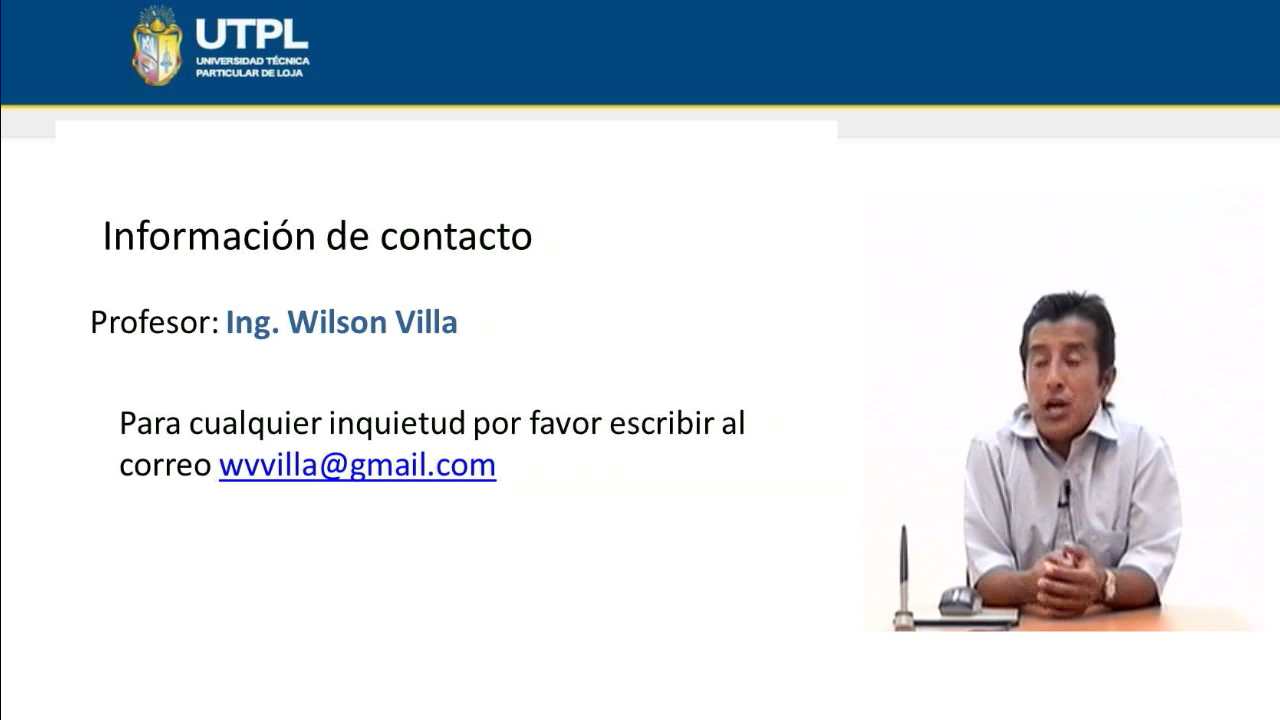 UTPL
UNIVERSIDAD TÉCNICA
PARTICULAR DE LOJA
Información de contacto
Profesor: Ing. Wilson Villa
Para cualquier inquietud por favor escribir al
correo wvvilla@gmail.com